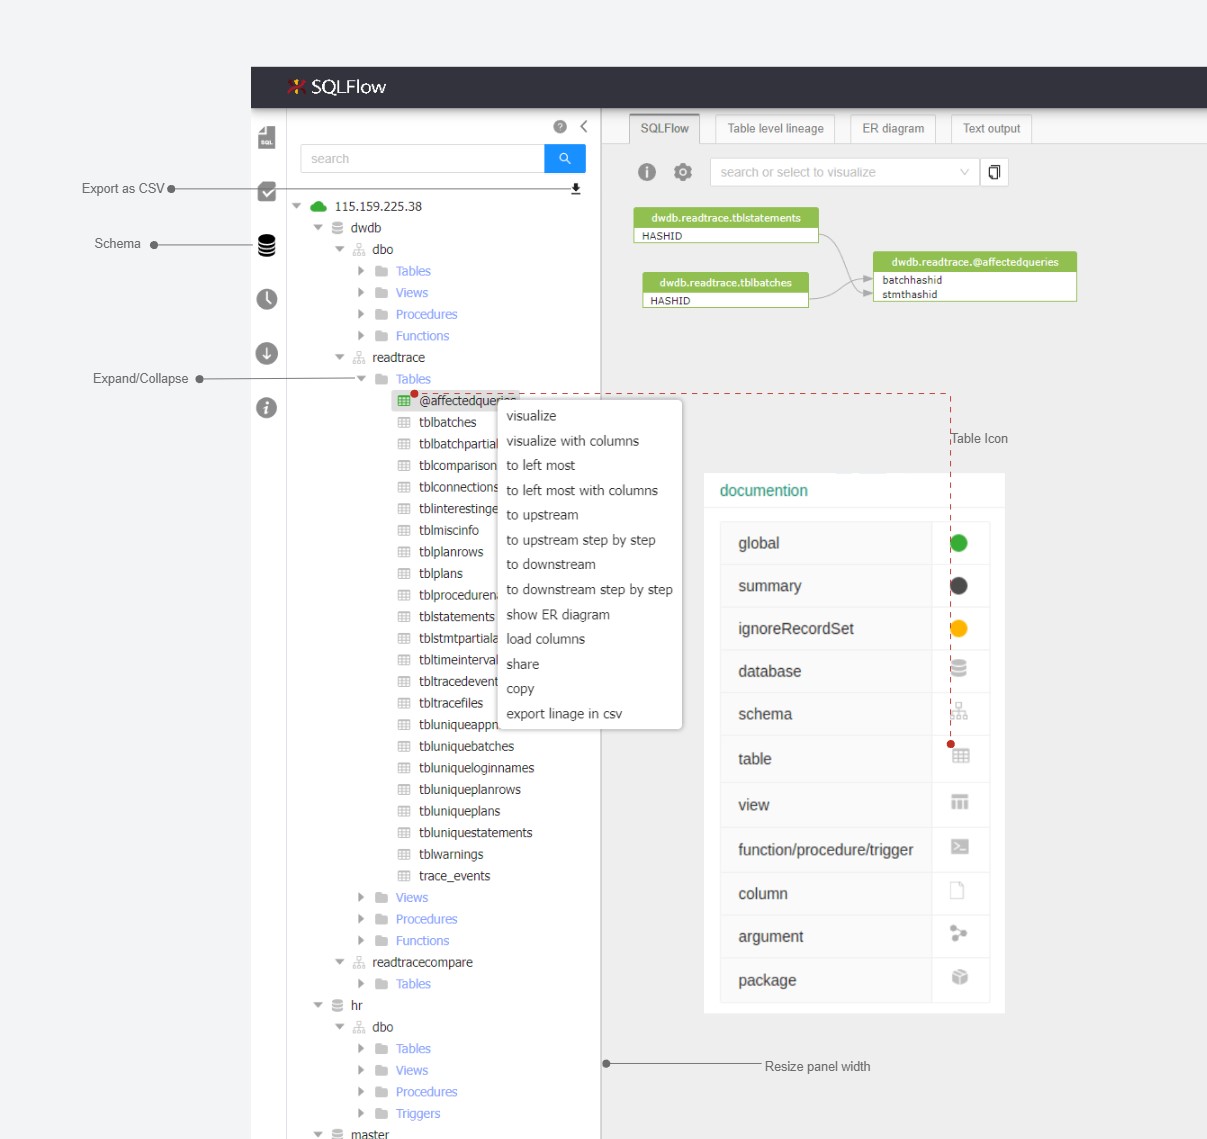 SQLFlow
SQL
search
Export as CSV
Schema
Expand/Collapse
115.159.225.38
dwdb
dbo
Tables
Views
Procedures
Functions
readtrace
Tables
@affectedqueries
tblbatches
tblbatchpartia
tblcomparison
tblconnections
tblinterestinge
tblmiscinfo
tblplanrows
tblplans
tblprocedurena
tblstatements
tblstmtpartiala
tbltimeinterval
tbltracedevent
tbltracefiles
tbluniqueappn
tbluniquebatches
tbluniqueloginnames
tbluniqueplanrows
tbluniqueplans
tbluniquestatements
tblwarnings
trace_events
Views
Procedures
Functions
readtracecompare
Tables
hr
dbo
Tables
Views
Procedures
Triggers
master
visualize
visualize with columns
to left most
to left most with columns
to upstream
to upstream step by step
to downstream
to downstream step by step
show ER diagram
load columns
share
copy
export linage in csv
SQLFlow
Table level lineage
ER diagram
Text output
search or select to visualize
dwdb.readtrace.tblstatements
HASHID
dwdb.readtrace.tblbatches
HASHID
dwdb.readtrace.@affectedqueries
batchhashid
stmthashid
Table Icon
documention
global
summary
ignoreRecordSet
database
schema
table
view
function/procedure/trigger
column
argument
package
Resize panel width